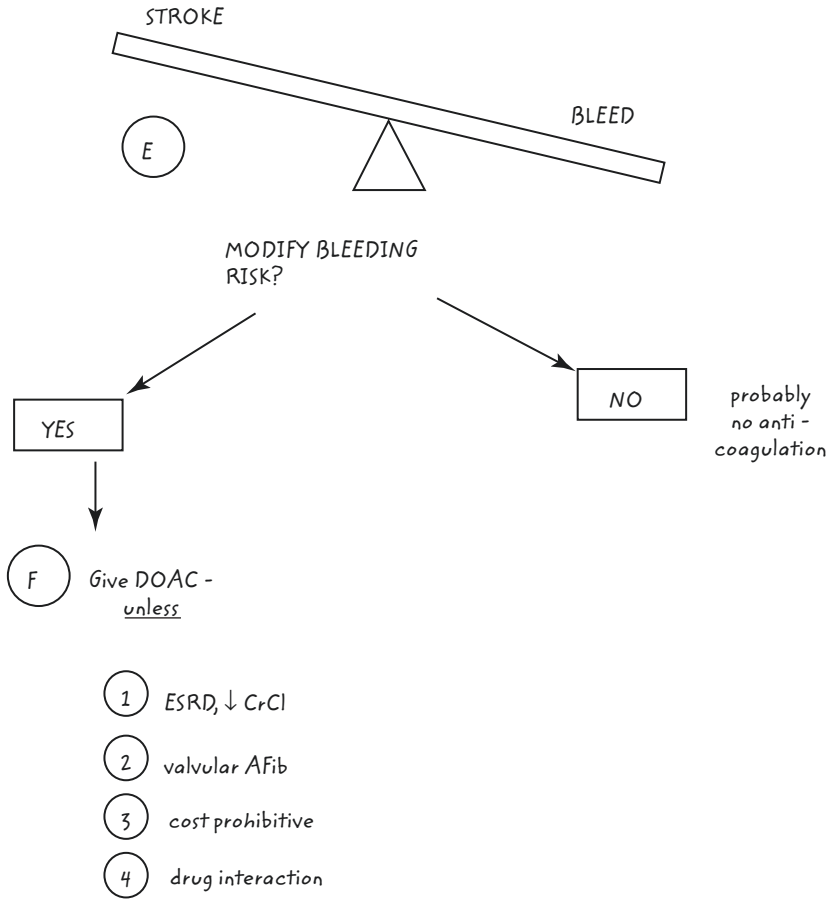 STROKE
BLEED
E
MODIFY BLEEDING
RISK?
YES
NO
probably
no anti-
coagulation
F
Give DOAC -
unless
1 ESRD, ↓ CrCl
2 valvular AFib
3 cost prohibitive
4 drug interaction